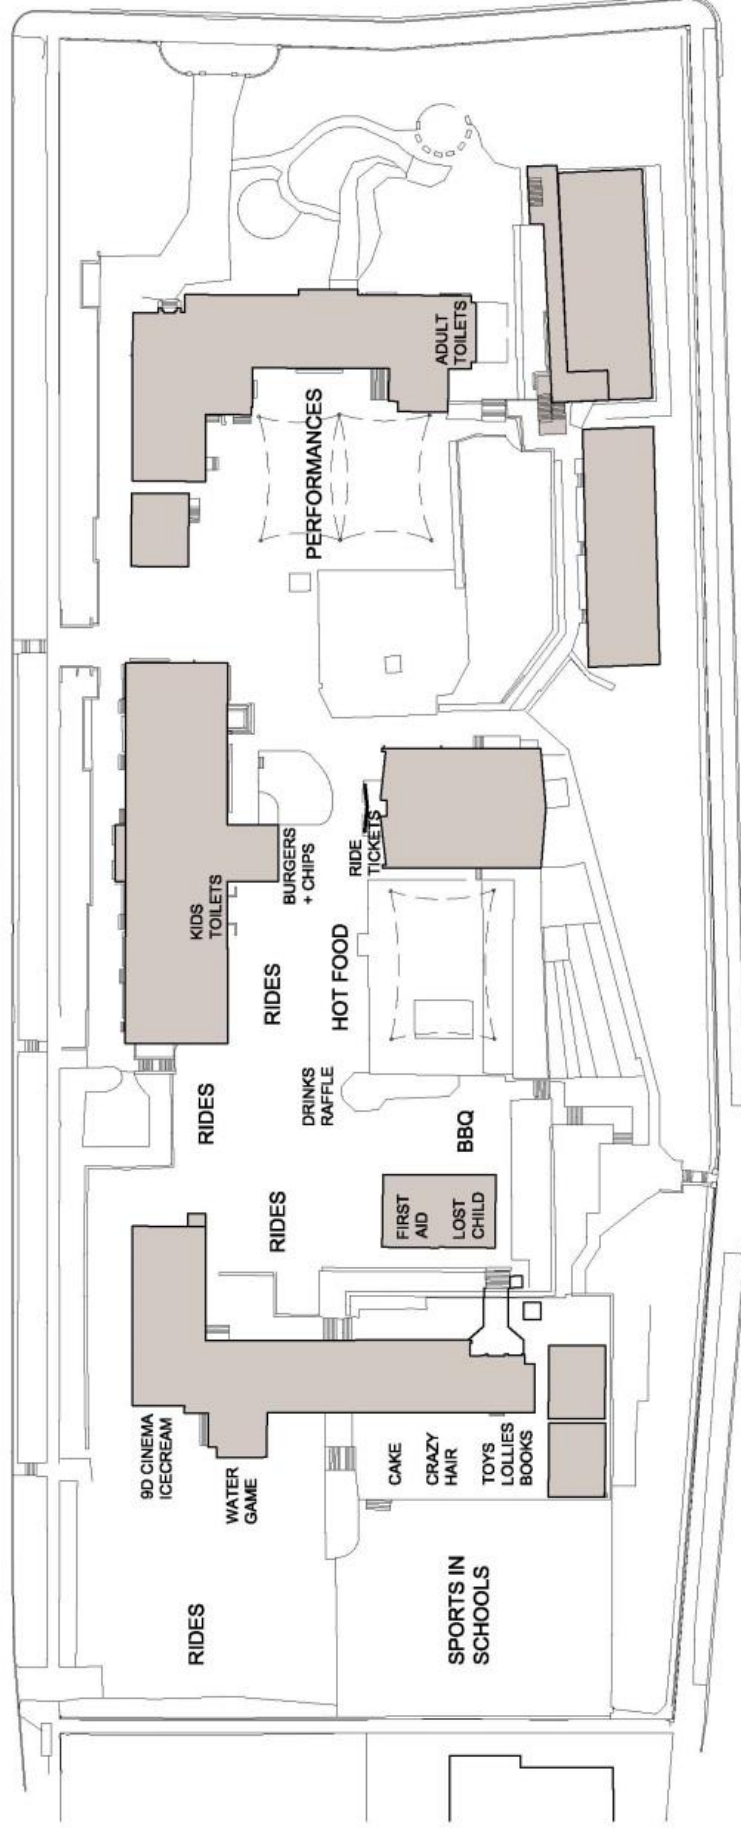 ADULT
TOILETS
PERFORMANCES
KIDS
TOILETS
BURGERS
+ CHIPS
RIDE
TICKETS
RIDES
HOT FOOD
RIDES
DRINKS
RAFFLE
BBQ
RIDES
FIRST
AID
LOST
CHILD
9D CINEMA
ICECREAM
WATER
GAME
CAKE
CRAZY
HAIR
TOYS
LOLLIES
BOOKS
RIDES
SPORTS IN
SCHOOLS